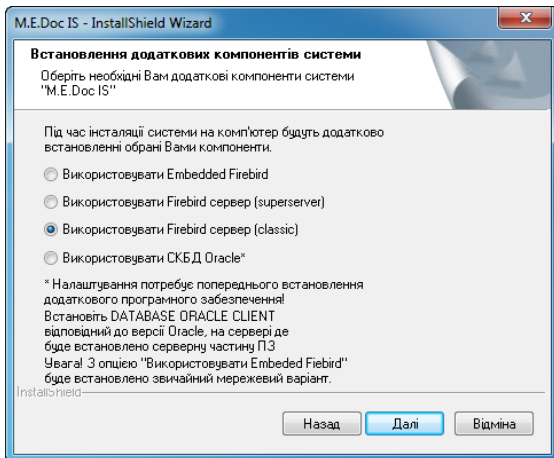 M.E.Doc IS - InstallShield Wizard
Встановлення додаткових компонентів системи
Оберіть необхідні Вам додаткові компоненти системи
"M.E.Doc IS"
Під час інсталяції системи на комп'ютер будуть додатково
встановленні обрані Вами компоненти.
Використовувати Embedded Firebird
Використовувати Firebird сервер (superserver)
Використовувати Firebird сервер (classic)
Використовувати СКБД Oracle*
* Налаштування потребує попереднього встановлення
додаткового програмного забезпечення!
Встановіть DATABASE ORACLE CLIENT
відповідний до версії Oracle, на сервері де
буде встановлено серверну частину ПЗ
Увага! З опцією "Використовувати Embeded Fiebird"
буде встановлено звичайний мережевий варіант.
InstallShield
Назад Далі Відміна